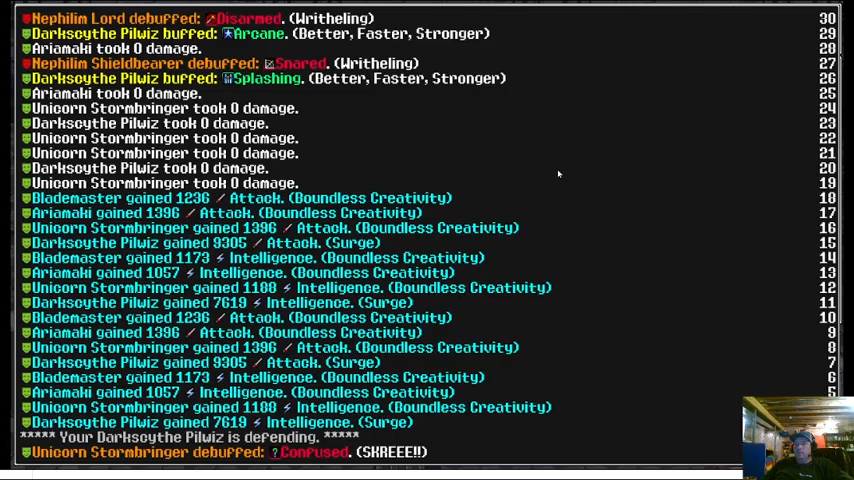 Nephilim Lord debuffed: Disarmed. (Writheling) 30
Darkscythe Pilwiz buffed: Arcane. (Better, Faster, Stronger) 29
Ariamaki took 0 damage. 28
Nephilim Shieldbearer debuffed: Snared. (Writheling) 27
Darkscythe Pilwiz buffed: Splashing. (Better, Faster, Stronger) 26
Ariamaki took 0 damage. 25
Unicorn Stormbringer took 0 damage. 24
Darkscythe Pilwiz took 0 damage. 23
Unicorn Stormbringer took 0 damage. 22
Unicorn Stormbringer took 0 damage. 21
Darkscythe Pilwiz took 0 damage. 20
Unicorn Stormbringer took 0 damage. 19
Blademaster gained 1236 Attack. (Boundless Creativity) 18
Ariamaki gained 1396 Attack. (Boundless Creativity) 17
Unicorn Stormbringer gained 1396 Attack. (Boundless Creativity) 16
Darkscythe Pilwiz gained 9305 Attack. (Surge) 15
Blademaster gained 1173 Intelligence. (Boundless Creativity) 14
Ariamaki gained 1057 Intelligence. (Boundless Creativity) 13
Unicorn Stormbringer gained 1188 Intelligence. (Boundless Creativity) 12
Darkscythe Pilwiz gained 7619 Intelligence. (Surge) 11
Blademaster gained 1236 Attack. (Boundless Creativity) 10
Ariamaki gained 1396 Attack. (Boundless Creativity) 9
Unicorn Stormbringer gained 1396 Attack. (Boundless Creativity) 8
Darkscythe Pilwiz gained 9305 Attack. (Surge) 7
Blademaster gained 1173 Intelligence. (Boundless Creativity) 6
Ariamaki gained 1057 Intelligence. (Boundless Creativity) 5
Unicorn Stormbringer gained 1188 Intelligence. (Boundless Creativity)
Darkscythe Pilwiz gained 7619 Intelligence. (Surge)
***** Your Darkscythe Pilwiz is defending. *****
Unicorn Stormbringer debuffed: ?Confused. (SKREEE!!)